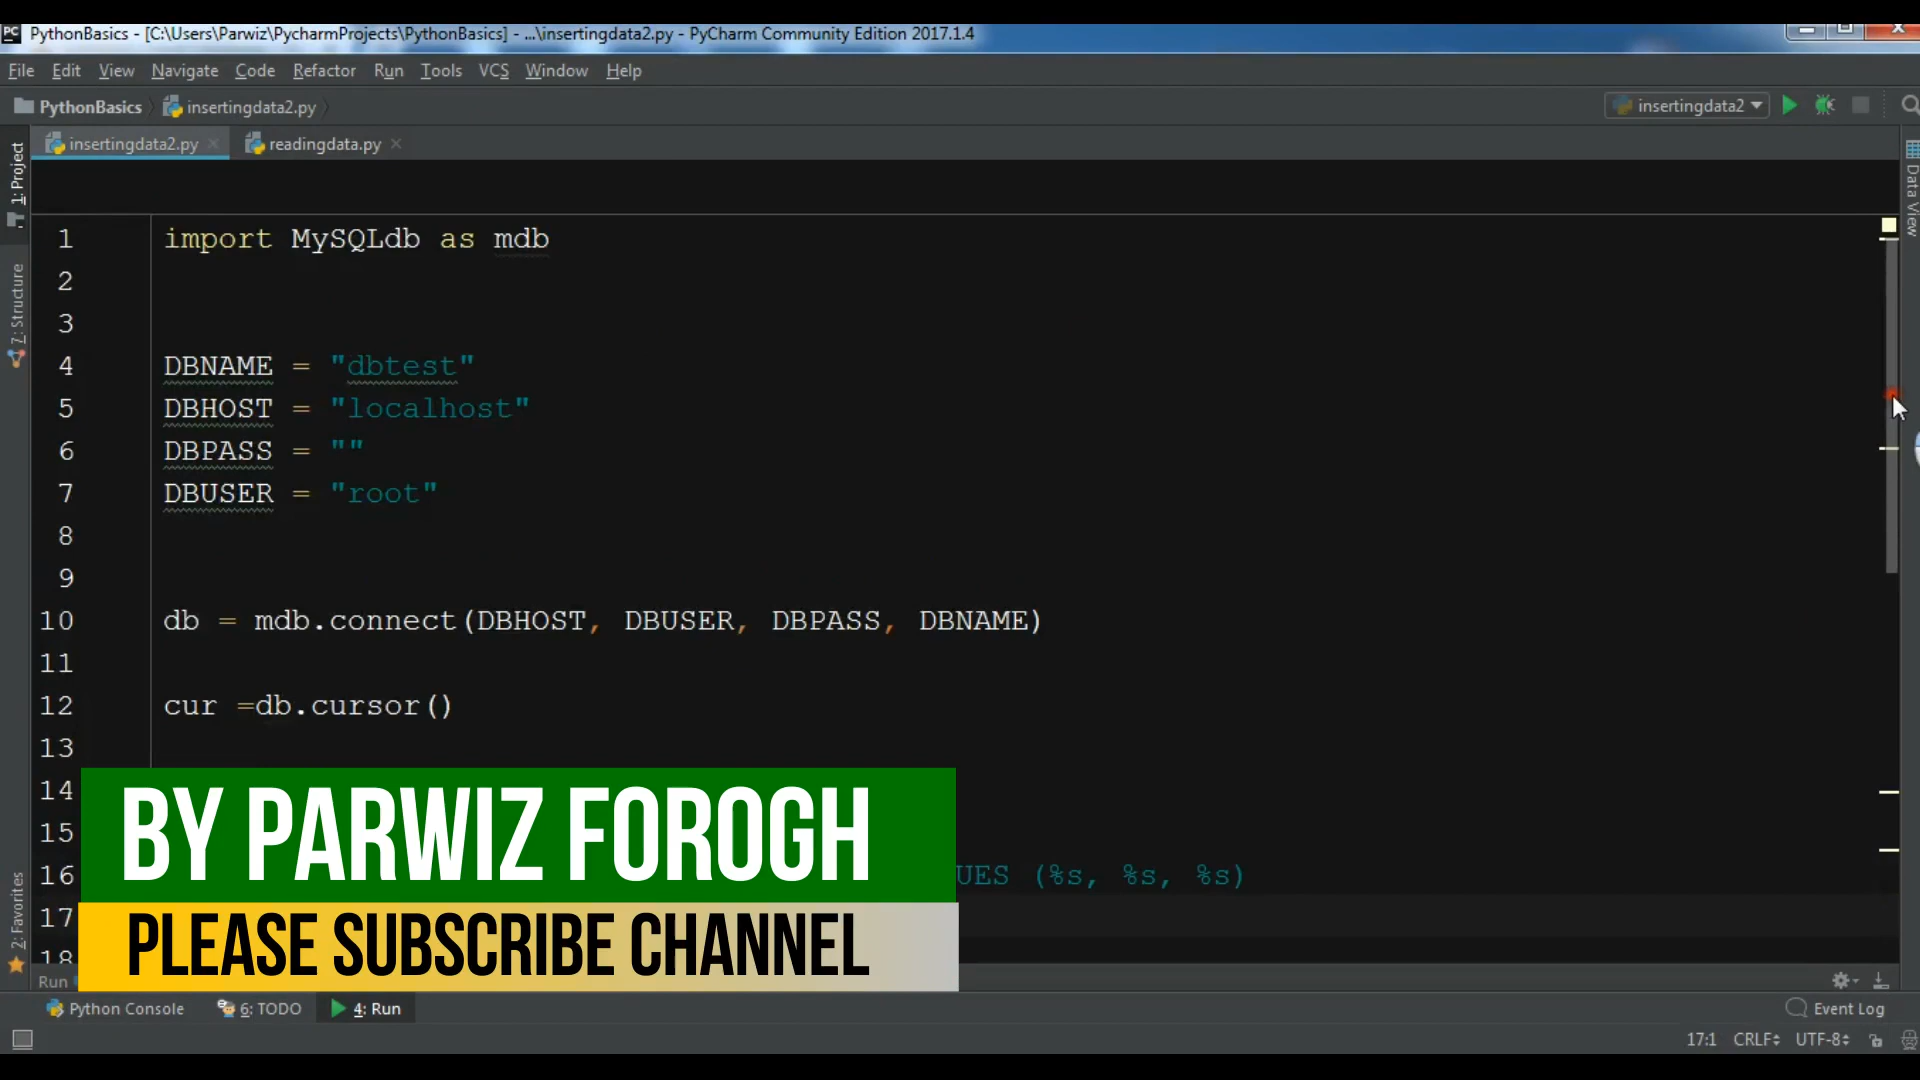 PC PythonBasics - [C:\Users\Parwiz\PycharmProjects\PythonBasics] - ...\insertingdata2.py - PyCharm Community Edition 2017.1.4
File Edit View Navigate Code Refactor Run Tools VCS Window Help
PythonBasics insertingdata2.py insertingdata2
insertingdata2.py readingdata.py
1: Project
7: Structure
2: Favorites
Data View
1 import MySQLdb as mdb
2
3
4 DBNAME = "dbtest"
5 DBHOST = "localhost"
6 DBPASS = ""
7 DBUSER = "root"
8
9
10 db = mdb.connect(DBHOST, DBUSER, DBPASS, DBNAME)
11
12 cur =db.cursor()
13
14
15
16 UES (%s, %s, %s)
17
18
BY PARWIZ FOROGH
PLEASE SUBSCRIBE CHANNEL
Run
Python Console 6: TODO 4: Run Event Log
17:1 CRLF UTF-8